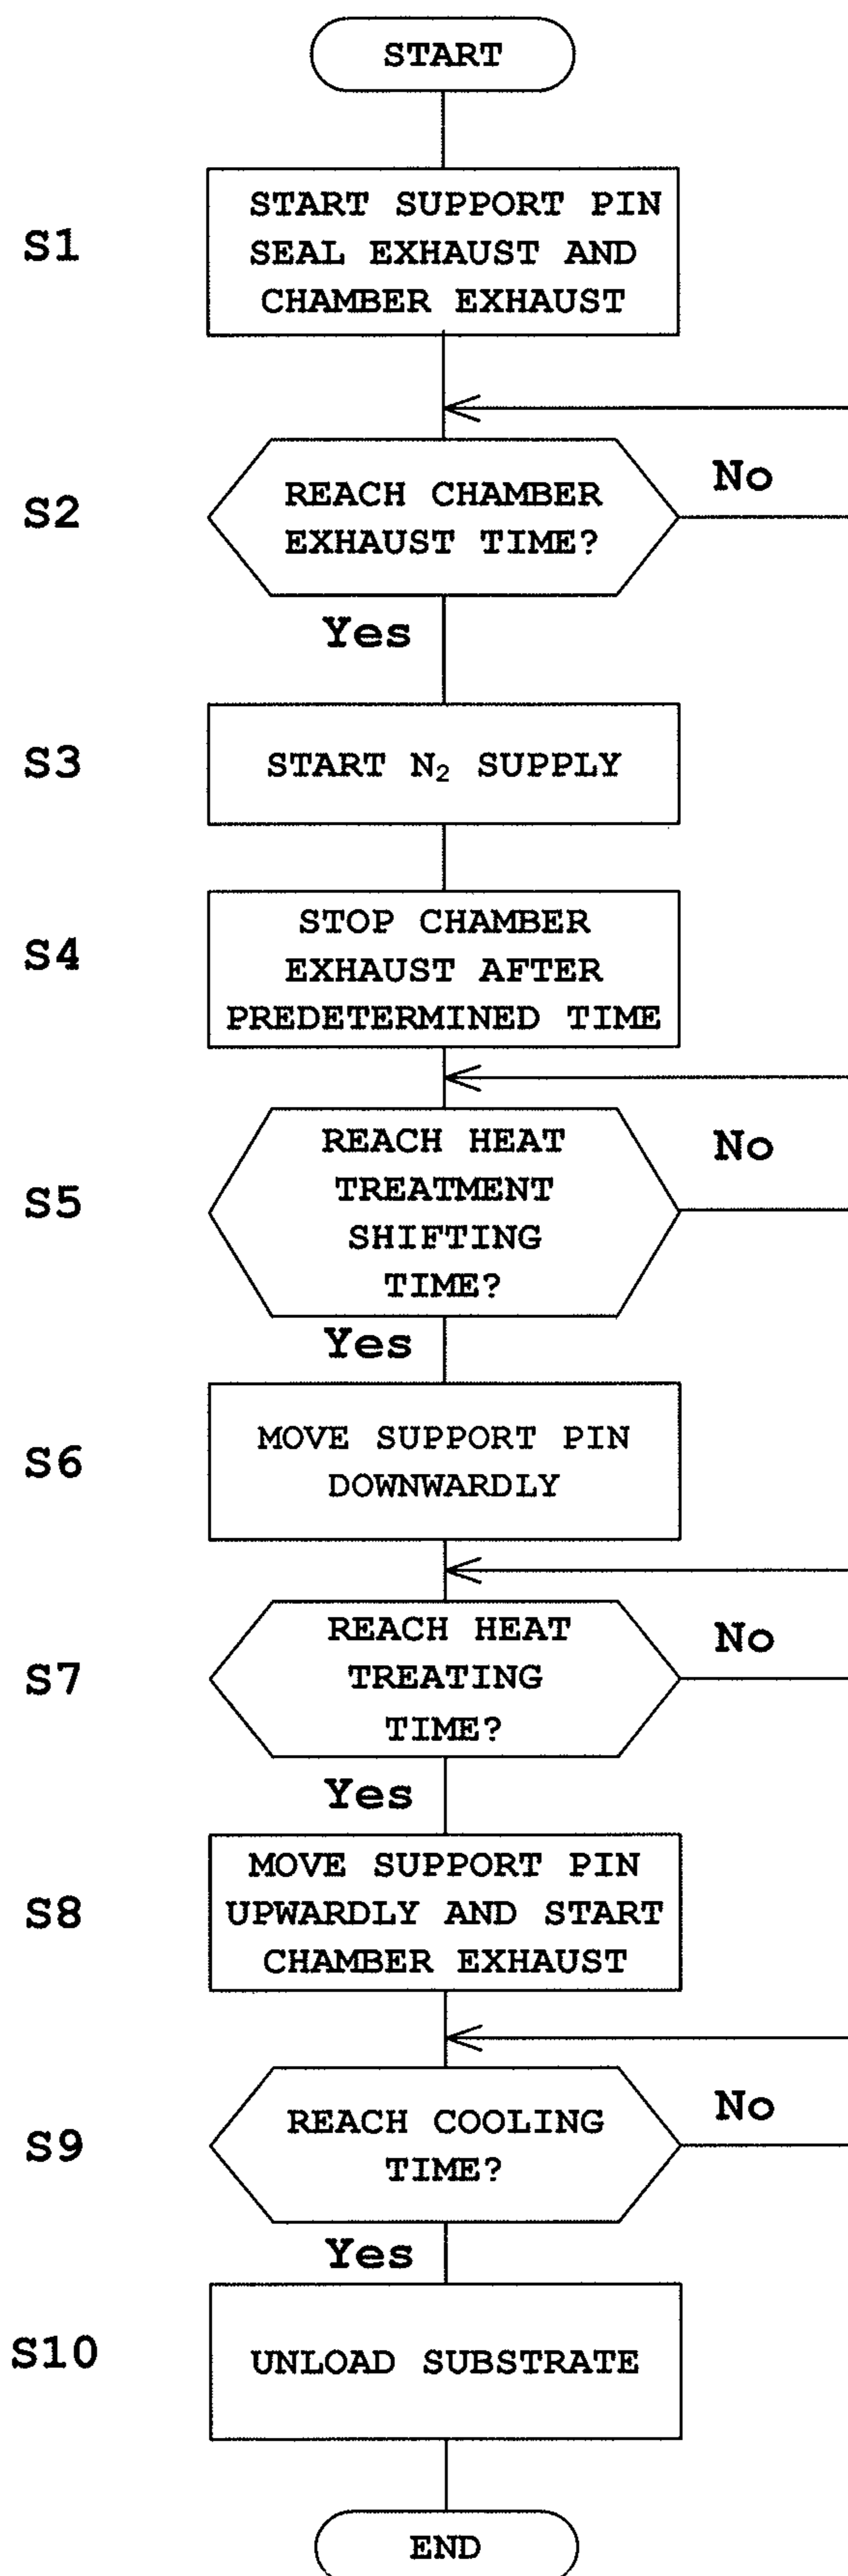 START
S1
START SUPPORT PIN
SEAL EXHAUST AND
CHAMBER EXHAUST
S2
REACH CHAMBER
EXHAUST TIME?
No
Yes
S3
START N₂ SUPPLY
S4
STOP CHAMBER
EXHAUST AFTER
PREDETERMINED TIME
S5
REACH HEAT
TREATMENT
SHIFTING
TIME?
No
Yes
S6
MOVE SUPPORT PIN
DOWNWARDLY
S7
REACH HEAT
TREATING
TIME?
No
Yes
S8
MOVE SUPPORT PIN
UPWARDLY AND START
CHAMBER EXHAUST
S9
REACH COOLING
TIME?
No
Yes
S10
UNLOAD SUBSTRATE
END